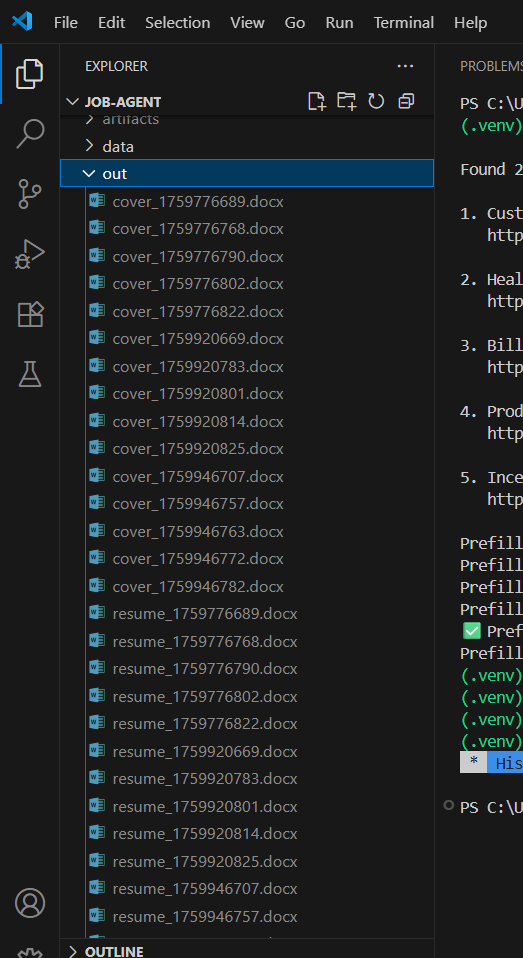 File Edit Selection View Go Run Terminal Help
EXPLORER
JOB-AGENT
artifacts
data
out
cover_1759776689.docx
cover_1759776768.docx
cover_1759776790.docx
cover_1759776802.docx
cover_1759776822.docx
cover_1759920669.docx
cover_1759920783.docx
cover_1759920801.docx
cover_1759920814.docx
cover_1759920825.docx
cover_1759946707.docx
cover_1759946757.docx
cover_1759946763.docx
cover_1759946772.docx
cover_1759946782.docx
resume_1759776689.docx
resume_1759776768.docx
resume_1759776790.docx
resume_1759776802.docx
resume_1759776822.docx
resume_1759920669.docx
resume_1759920783.docx
resume_1759920801.docx
resume_1759920814.docx
resume_1759920825.docx
resume_1759946707.docx
resume_1759946757.docx
OUTLINE
PROBLEMS
PS C:\U
(.venv)
Found 2
1. Cust
http
2. Heal
http
3. Bill
http
4. Prod
http
5. Ince
http
Prefill
Prefill
Prefill
Prefill
✅ Pref
Prefill
(.venv)
(.venv)
(.venv)
(.venv)
* His
PS C:\U